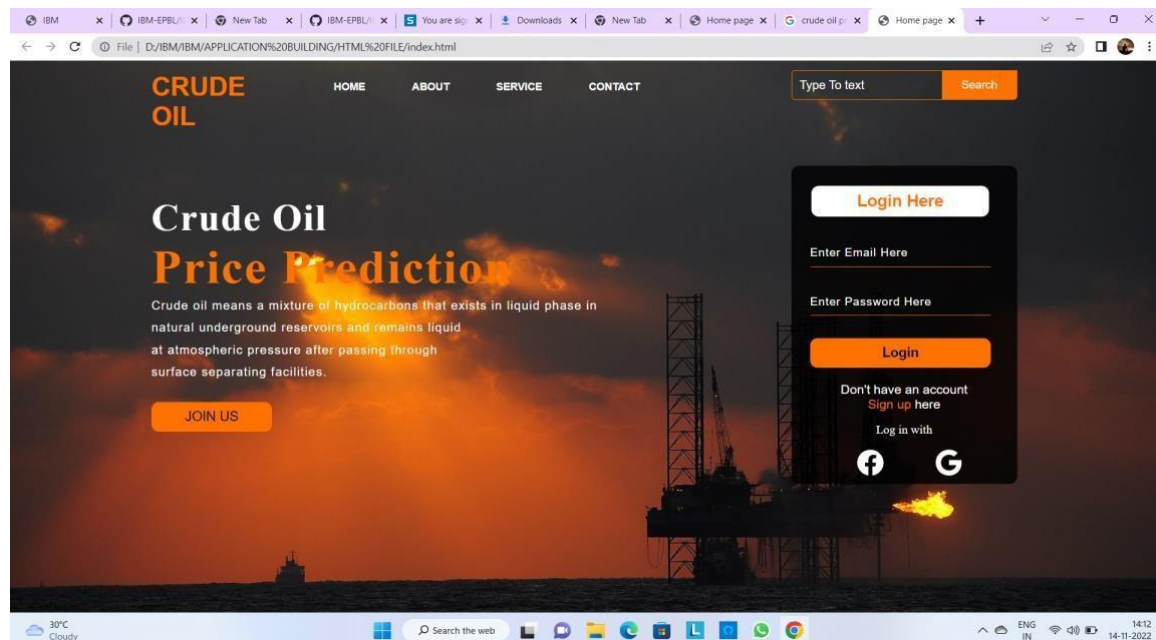 IBM
IBM-EPBL/I
New Tab
IBM-EPBL/I
You are sig
Downloads
New Tab
Home page
crude oil p
Home page
File | D:/IBM/IBM/APPLICATION%20BUILDING/HTML%20FILE/index.html
CRUDE
OIL
HOME ABOUT SERVICE CONTACT
Type To text Search
Crude Oil
Price Prediction
Crude oil means a mixture of hydrocarbons that exists in liquid phase in
natural underground reservoirs and remains liquid
at atmospheric pressure after passing through
surface separating facilities.
JOIN US
Login Here
Enter Email Here
Enter Password Here
Login
Don't have an account
Sign up here
Log in with
30°C
Cloudy
Search the web
ENG
IN
14:12
14-11-2022